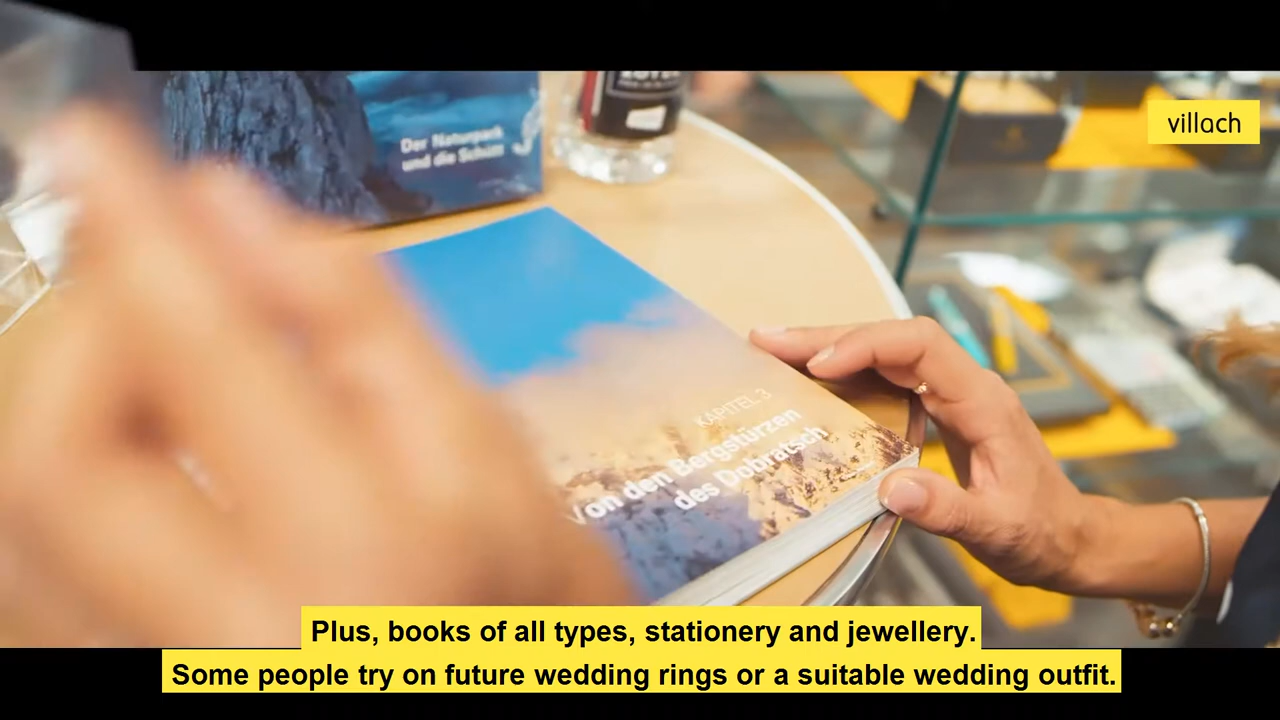 villach
Der Naturpark
und die Schütt
KAPITEL 3
Von den Bergstürzen
des Dobratsch
Plus, books of all types, stationery and jewellery.
Some people try on future wedding rings or a suitable wedding outfit.